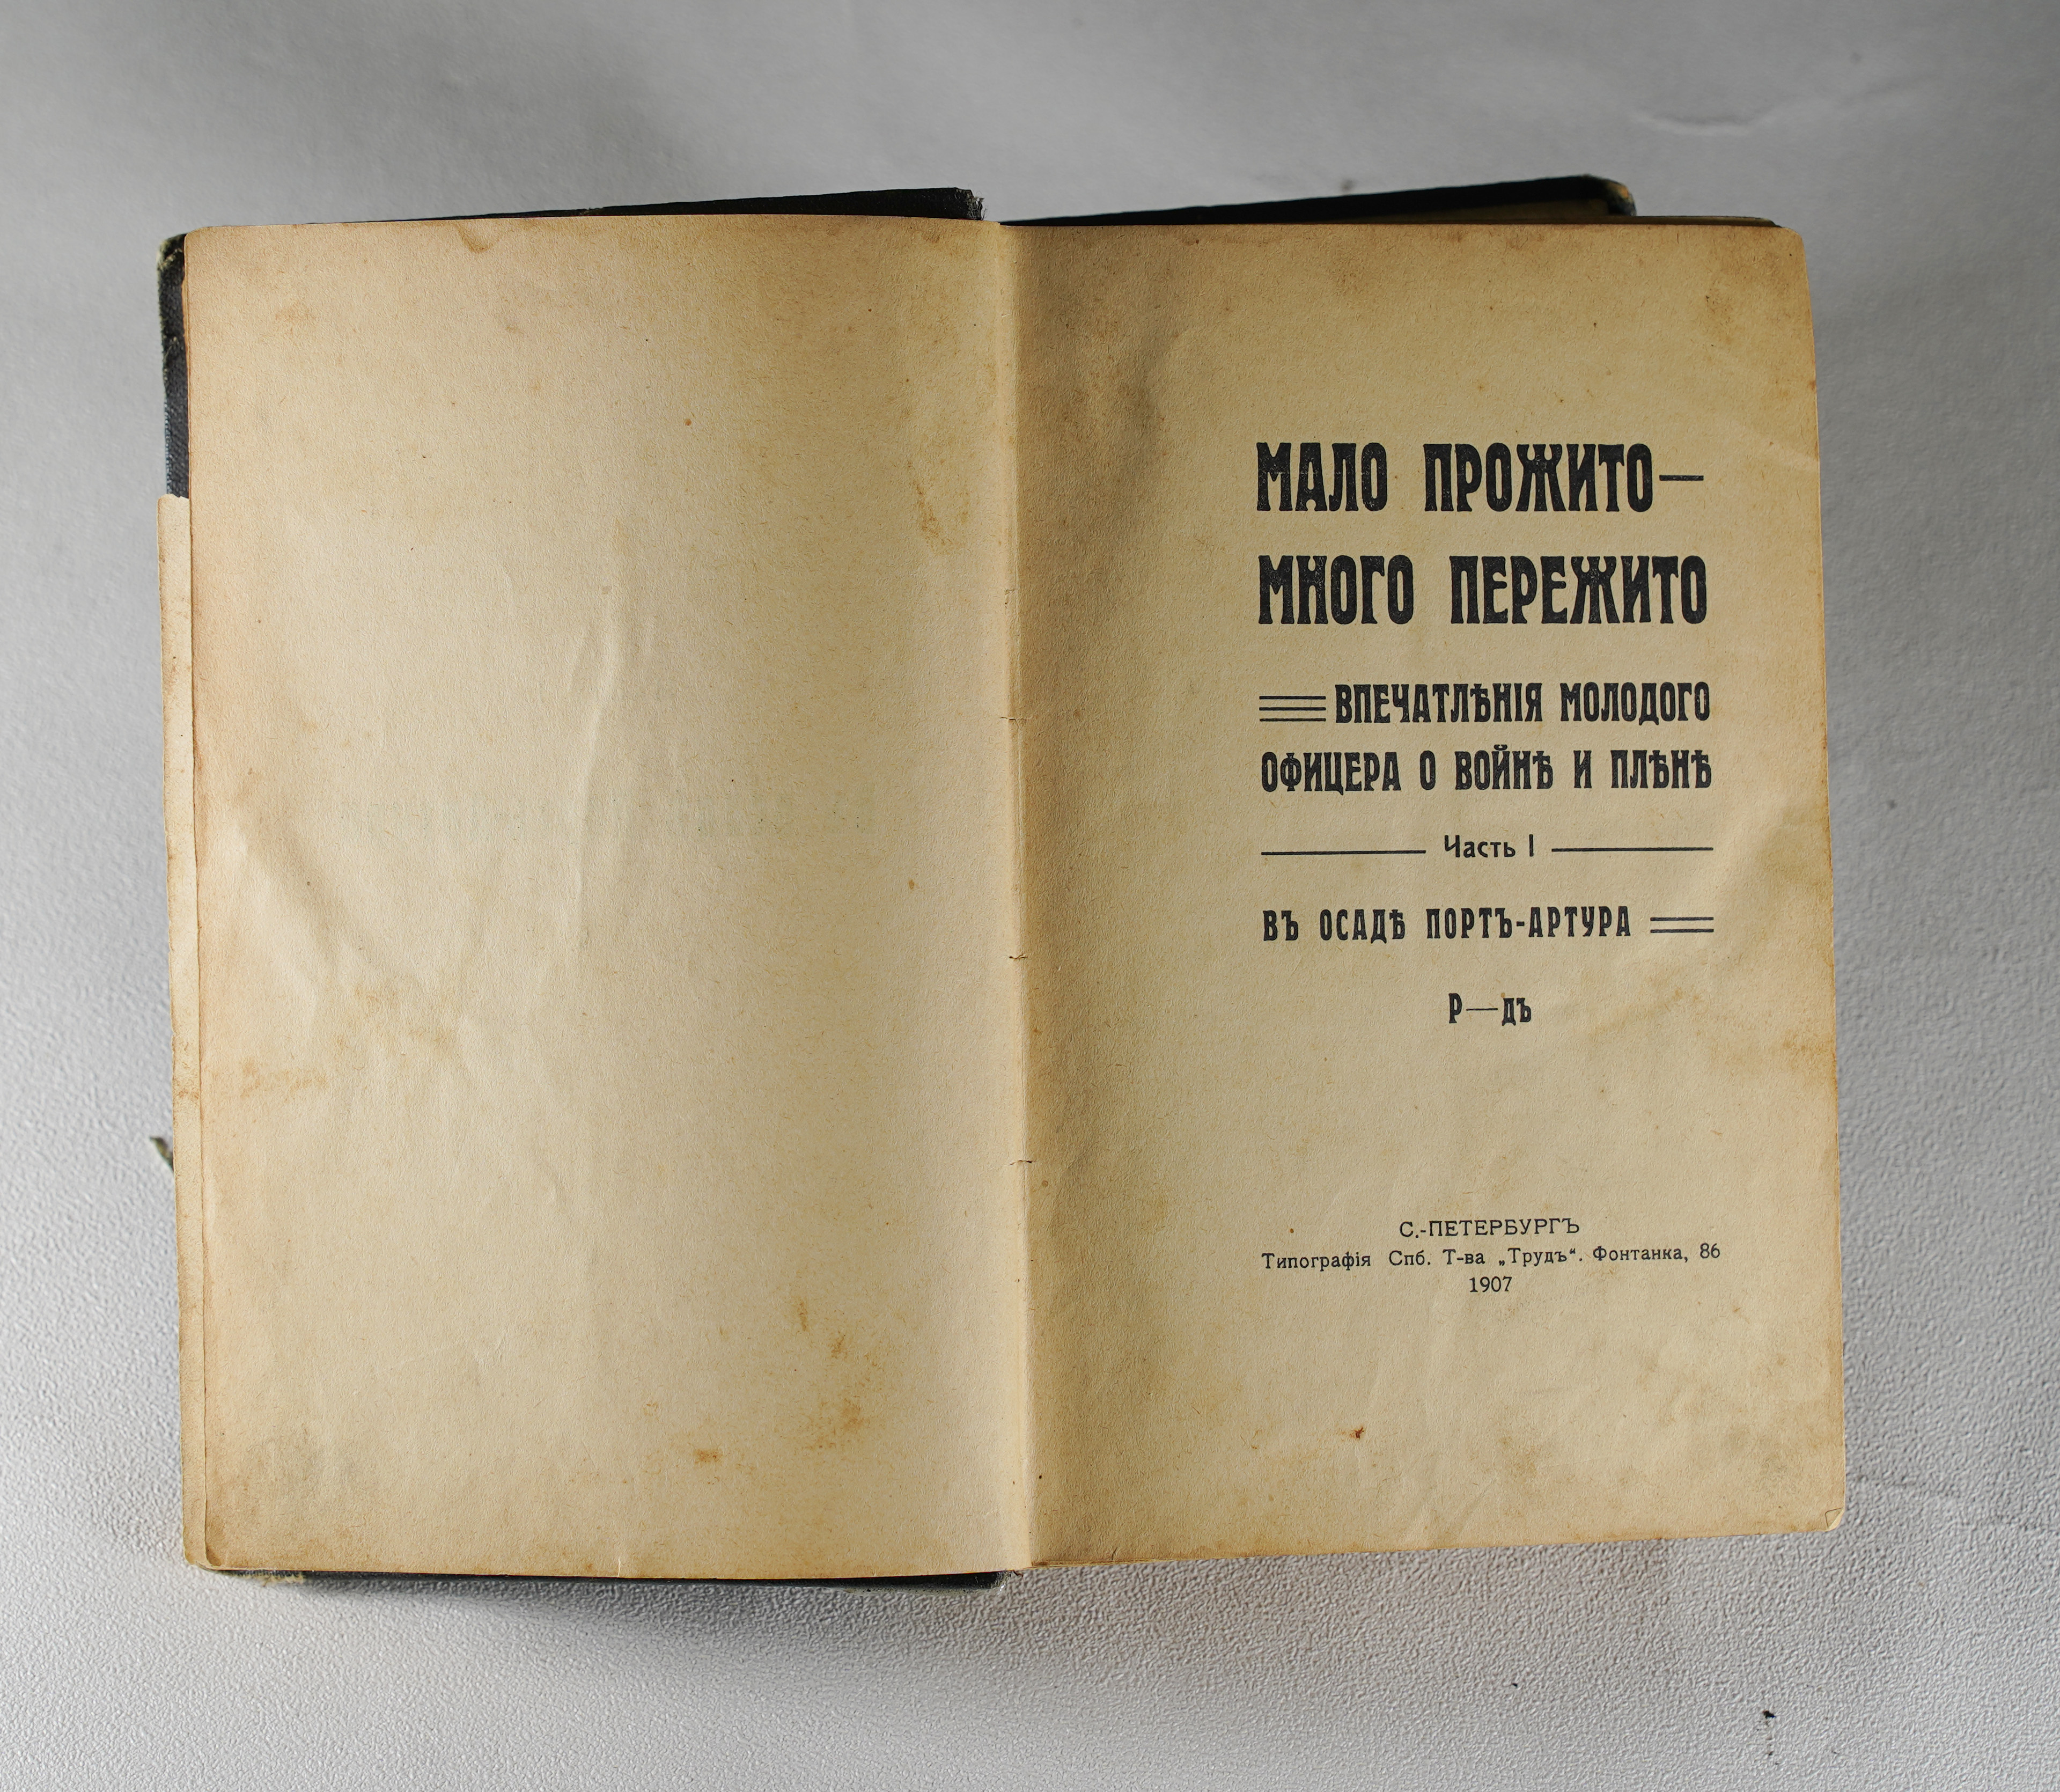 МАЛО ПРОЖИТО—
МНОГО ПЕРЕЖИТО
ВПЕЧАТЛѢНІЯ МОЛОДОГО
ОФИЦЕРА О ВОЙНѢ И ПЛѢНѢ
Часть I
ВЪ ОСАДѢ ПОРТЪ-АРТУРА
Р—дъ
С.-ПЕТЕРБУРГЪ
Типографія Спб. Т-ва „Трудъ“. Фонтанка, 86
1907